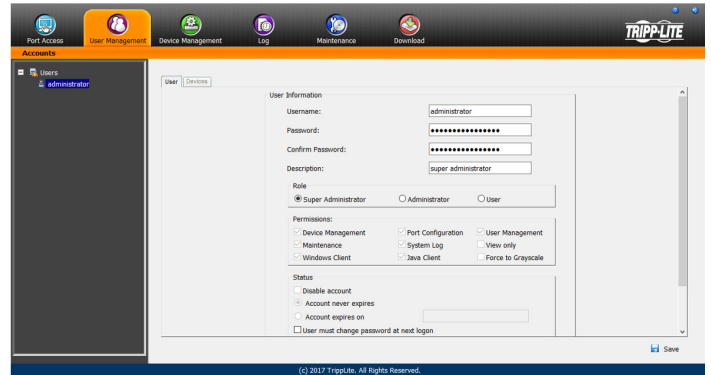 TRIPP-LITE
Port Access User Management Device Management Log Maintenance Download
Accounts
Users
administrator
User Devices
User Information
Username: administrator
Password: ••••••••••••••••
Confirm Password: ••••••••••••••••
Description: super administrator
Role
Super Administrator Administrator User
Permissions:
Device Management Port Configuration User Management
Maintenance System Log View only
Windows Client Java Client Force to Grayscale
Status
Disable account
Account never expires
Account expires on
User must change password at next logon
Save
(c) 2017 TrippLite. All Rights Reserved.